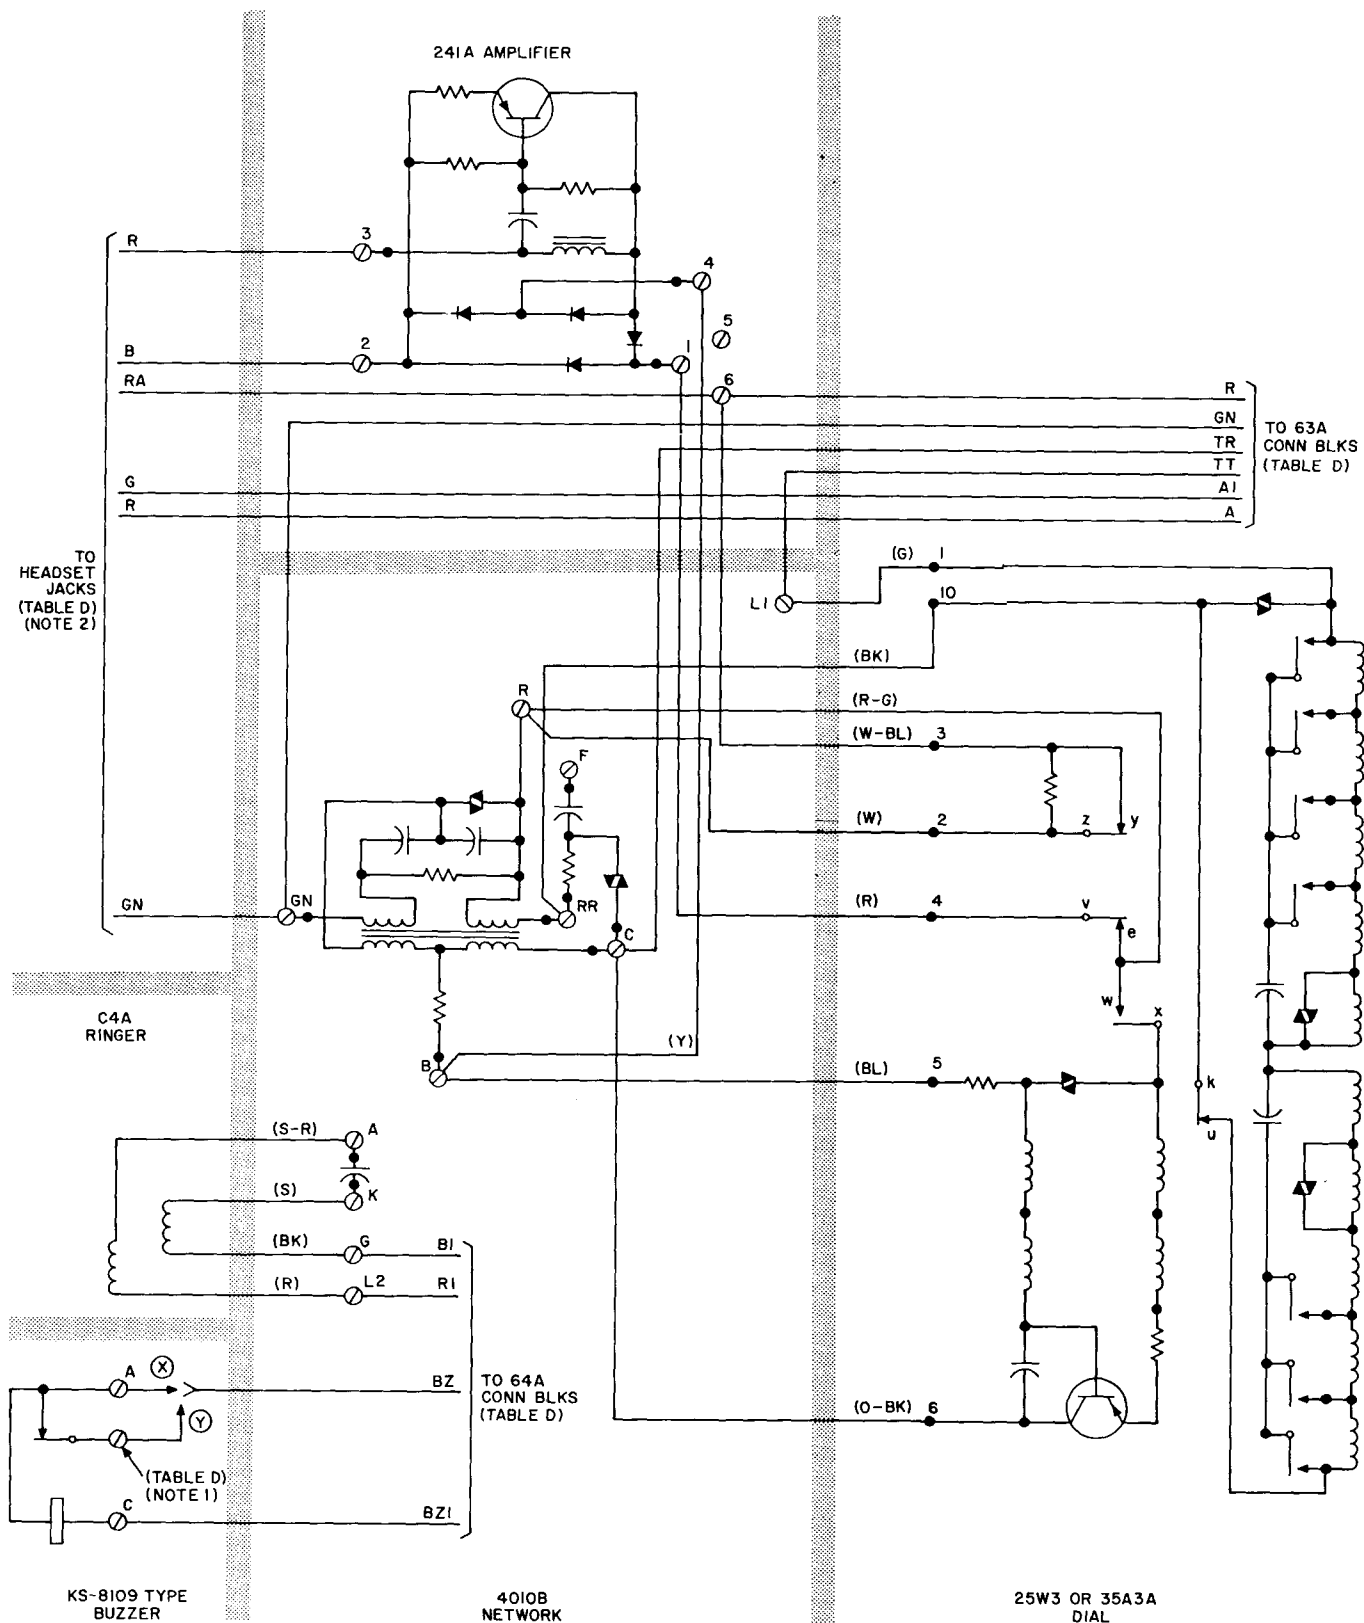 241A AMPLIFIER
R
3
4
5
B
2
1
RA
6
R
GN
TR
TT
A1
A
TO 63A
CONN BLKS
(TABLE D)
G
R
TO
HEADSET
JACKS
(TABLE D)
(NOTE 2)
GN
(G)
1
L1
10
(BK)
R
(R-G)
(W-BL)
3
F
(W)
2
z
y
GN
RR
(R)
4
v
e
C
w
x
C4A
RINGER
(Y)
B
(BL)
5
k
u
(S-R)
A
(S)
K
(BK)
G
B1
(R)
L2
R1
A
X
BZ
TO 64A
CONN BLKS
(TABLE D)
Y
(O-BK)
6
(TABLE D)
(NOTE 1)
C
BZ1
KS-8109 TYPE
BUZZER
4010B
NETWORK
25W3 OR 35A3A
DIAL